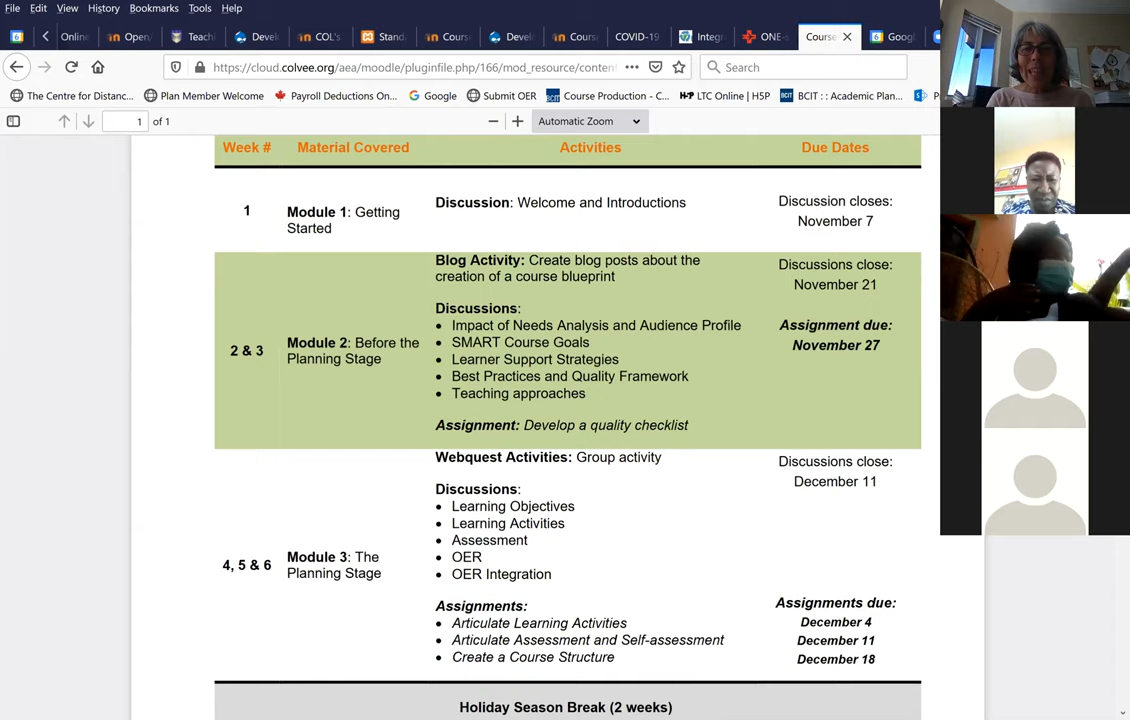 File Edit View History Bookmarks Tools Help
6 Online Open Teachi Devel COL's Standa Cours Develo Cours COVID-19 Integr ONE-s Course Googl
https://cloud.colvee.org/aea/moodle/pluginfile.php/166/mod_resource/conten Search
The Centre for Distanc... Plan Member Welcome Payroll Deductions On... Google Submit OER Course Production - C... H-P LTC Online | H5P BCIT : : Academic Plan...
1 of 1 Automatic Zoom
Week # Material Covered Activities Due Dates
1
Module 1: Getting
Started
Discussion: Welcome and Introductions
Discussion closes:
November 7
2 & 3
Module 2: Before the
Planning Stage
Blog Activity: Create blog posts about the
creation of a course blueprint
Discussions:
• Impact of Needs Analysis and Audience Profile
• SMART Course Goals
• Learner Support Strategies
• Best Practices and Quality Framework
• Teaching approaches
Assignment: Develop a quality checklist
Discussions close:
November 21
Assignment due:
November 27
4, 5 & 6
Module 3: The
Planning Stage
Webquest Activities: Group activity
Discussions:
• Learning Objectives
• Learning Activities
• Assessment
• OER
• OER Integration
Assignments:
• Articulate Learning Activities
• Articulate Assessment and Self-assessment
• Create a Course Structure
Discussions close:
December 11
Assignments due:
December 4
December 11
December 18
Holiday Season Break (2 weeks)